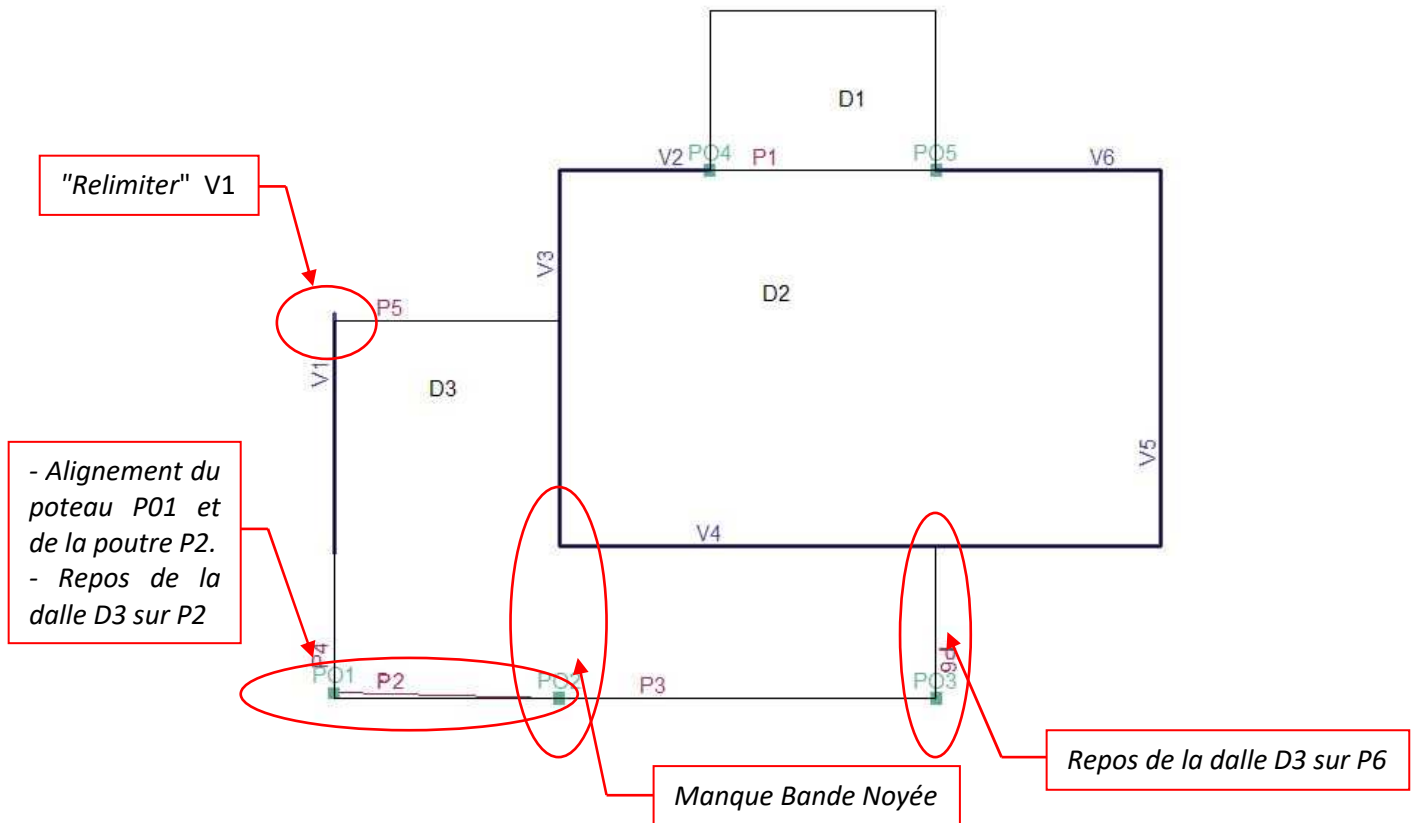 D1
V2
PO4
P1
PO5
V6
"Relimiter" V1
V3
D2
P5
V1
D3
V5
- Alignement du
poteau P01 et
de la poutre P2.
- Repos de la
dalle D3 sur P2
V4
P4
PO1
P2
PO2
P3
P6
PO3
Repos de la dalle D3 sur P6
Manque Bande Noyée